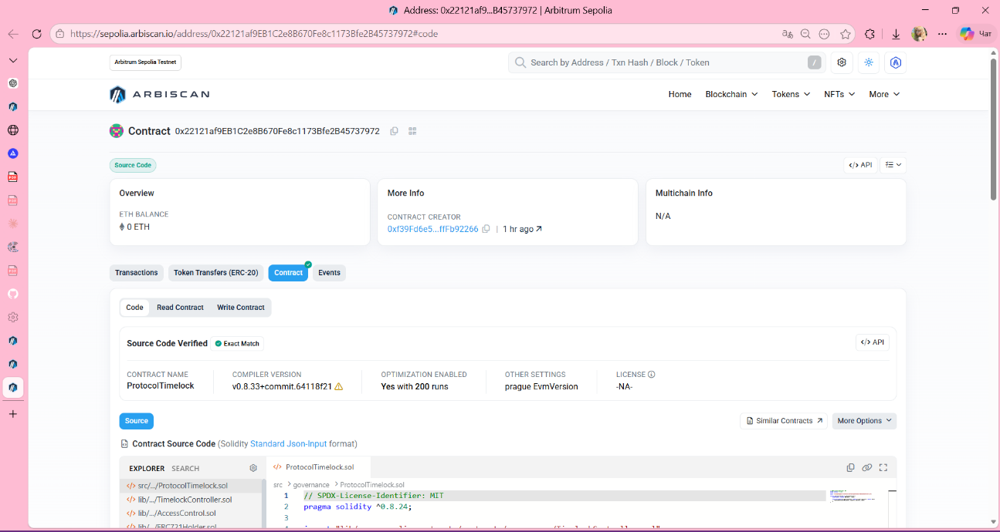 Address: 0x22121af9...B45737972 | Arbitrum Sepolia
https://sepolia.arbiscan.io/address/0x22121af9EB1C2e8B670Fe8c1173Bfe2B45737972#code
Чат
Arbitrum Sepolia Testnet
Search by Address / Txn Hash / Block / Token
/
ARBISCAN
Home Blockchain Tokens NFTs More
Contract 0x22121af9EB1C2e8B670Fe8c1173Bfe2B45737972
Source Code
</> API
Overview
ETH BALANCE
0 ETH
More Info
CONTRACT CREATOR
0xf39Fd6e5...ffFb92266 | 1 hr ago
Multichain Info
N/A
Transactions Token Transfers (ERC-20) Contract Events
Code Read Contract Write Contract
Source Code Verified Exact Match
</> API
CONTRACT NAME
ProtocolTimelock
COMPILER VERSION
v0.8.33+commit.64118f21
OPTIMIZATION ENABLED
Yes with 200 runs
OTHER SETTINGS
prague EvmVersion
LICENSE
-NA-
Source
Similar Contracts
More Options
Contract Source Code (Solidity Standard Json-Input format)
EXPLORER SEARCH
</> ProtocolTimelock.sol
</> src/.../ProtocolTimelock.sol
</> lib/.../TimelockController.sol
</> lib/.../AccessControl.sol
</> lib/.../ERC721Holder.sol
src > governance > ProtocolTimelock.sol
1 // SPDX-License-Identifier: MIT
2 pragma solidity ^0.8.24;
3